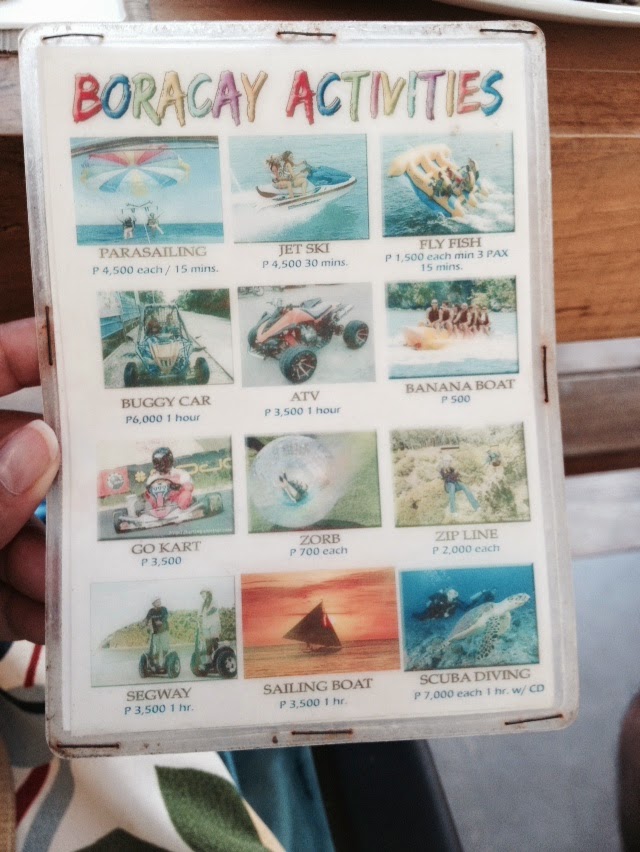 BORACAY ACTIVITIES
PARASAILING
P 4,500 each / 15 mins.
JET SKI
P 4,500 30 mins.
FLY FISH
P 1,500 each min 3 PAX
15 mins.
BUGGY CAR
P6,000 1 hour
ATV
P 3,500 1 hour
BANANA BOAT
P 500
GO KART
P 3,500
ZORB
P 700 each
ZIP LINE
P 2,000 each
SEGWAY
P 3,500 1 hr.
SAILING BOAT
P 3,500 1 hr.
SCUBA DIVING
P 7,000 each 1 hr. w/ CD